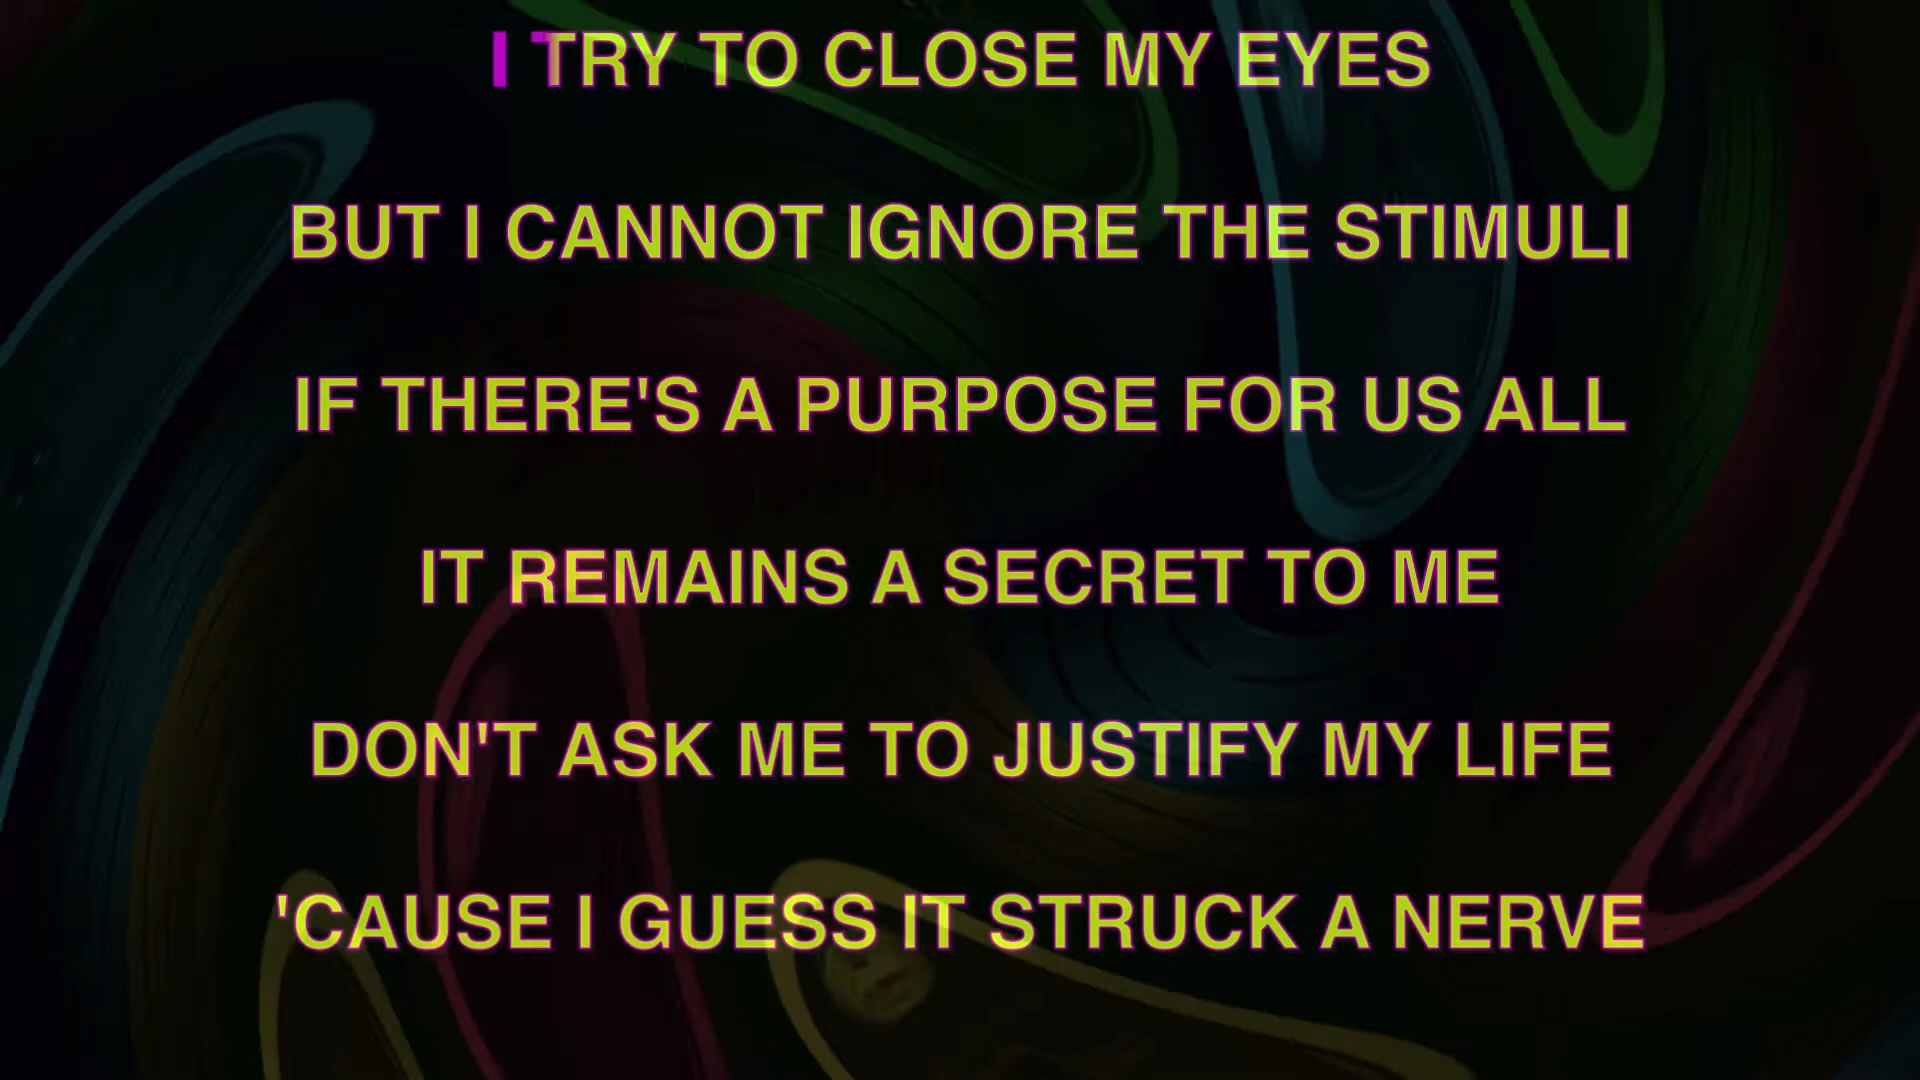 I TRY TO CLOSE MY EYES
BUT I CANNOT IGNORE THE STIMULI
IF THERE'S A PURPOSE FOR US ALL
IT REMAINS A SECRET TO ME
DON'T ASK ME TO JUSTIFY MY LIFE
'CAUSE I GUESS IT STRUCK A NERVE